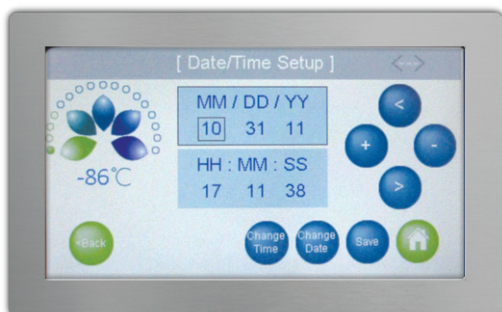 [ Date/Time Setup ]
<-->
MM / DD / YY
10 31 11
HH : MM : SS
17 11 38
-86°C
<
+
-
>
<Back
Change
Time
Change
Date
Save